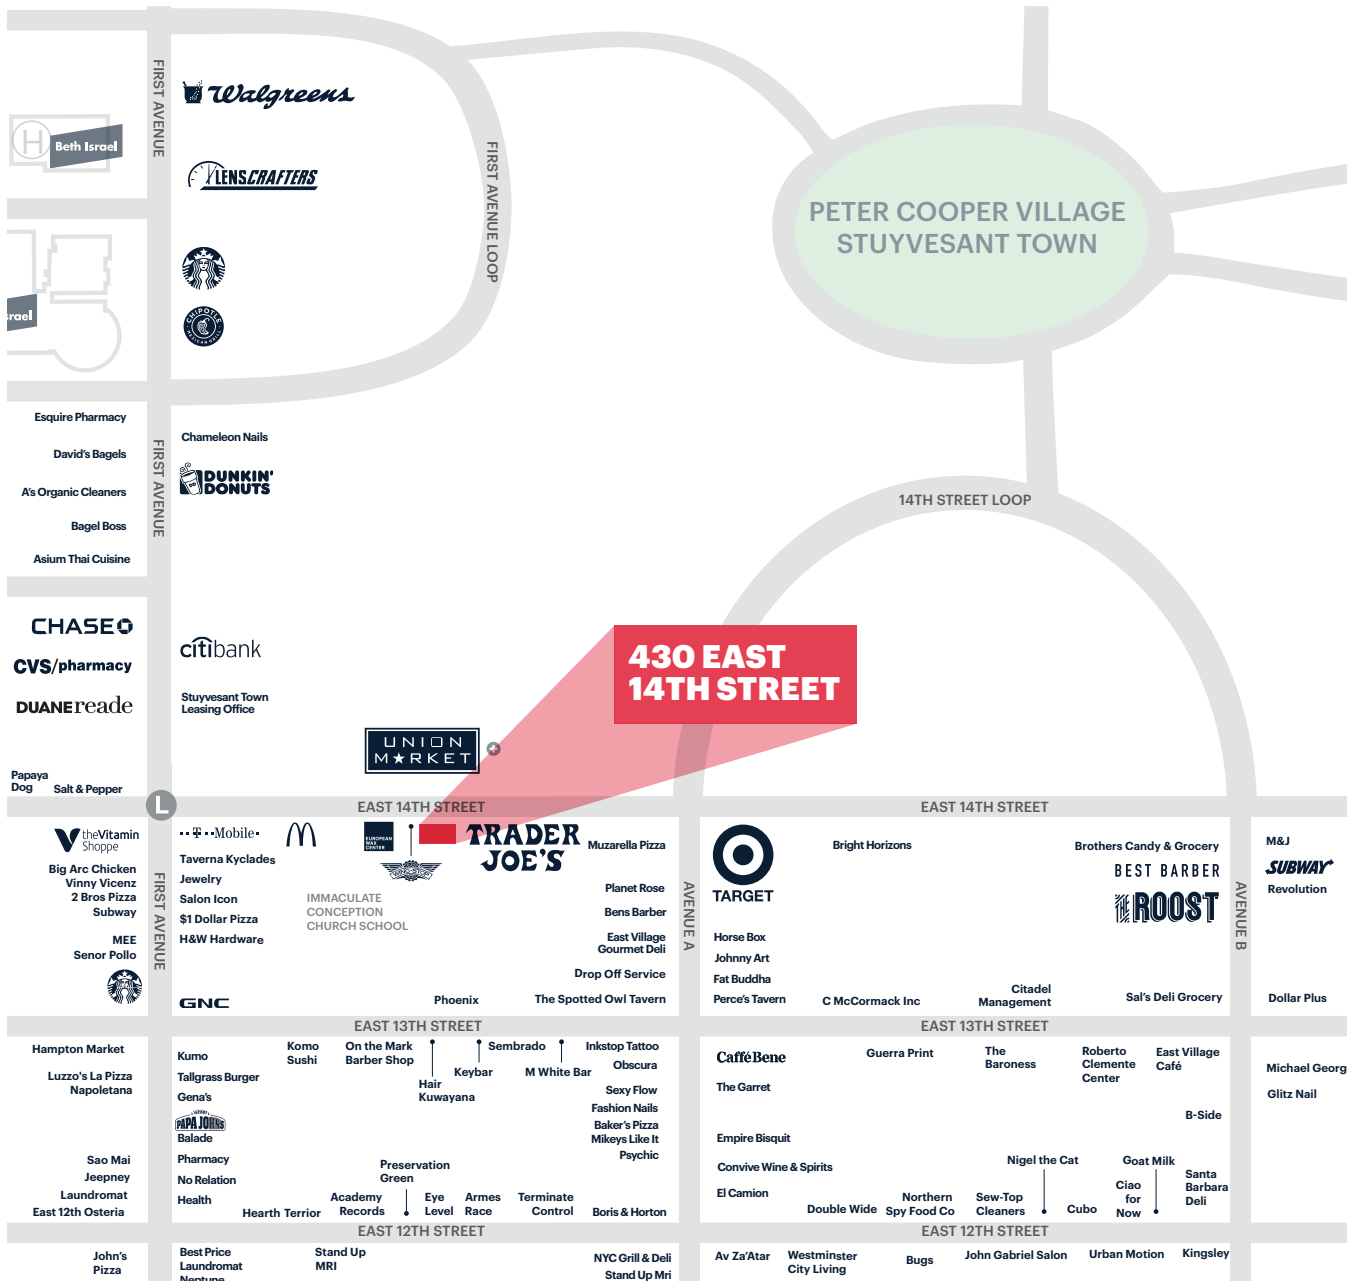 FIRST AVENUE
Walgreens
H
Beth Israel
LENSCRAFTERS
FIRST AVENUE LOOP
PETER COOPER VILLAGE
STUYVESANT TOWN
rael
CHIPOTLE
MEXICAN GRILL
Esquire Pharmacy
David's Bagels
A's Organic Cleaners
Bagel Boss
Asium Thai Cuisine
FIRST AVENUE
Chameleon Nails
DUNKIN'
DONUTS
DD
14TH STREET LOOP
CHASE
CVS/pharmacy
DUANEreade
citibank
Stuyvesant Town
Leasing Office
430 EAST
14TH STREET
UNION
MARKET
Papaya
Dog
Salt & Pepper
L
EAST 14TH STREET
EAST 14TH STREET
theVitamin
Shoppe
Big Arc Chicken
Vinny Vicenz
2 Bros Pizza
Subway
MEE
Senor Pollo
FIRST AVENUE
T Mobile
Taverna Kyclades
Jewelry
Salon Icon
$1 Dollar Pizza
H&W Hardware
GNC
EUROPEAN
WAX
CENTER
WINGSTOP
IMMACULATE
CONCEPTION
CHURCH SCHOOL
TRADER
JOE'S
Muzarella Pizza
Planet Rose
Bens Barber
East Village
Gourmet Deli
Drop Off Service
Phoenix
The Spotted Owl Tavern
AVENUE A
TARGET
Horse Box
Johnny Art
Fat Buddha
Perce's Tavern
Bright Horizons
C McCormack Inc
Citadel
Management
Brothers Candy & Grocery
BEST BARBER
THE ROOST
Sal's Deli Grocery
AVENUE B
M&J
SUBWAY
Revolution
Dollar Plus
EAST 13TH STREET
EAST 13TH STREET
Hampton Market
Luzzo's La Pizza
Napoletana
Sao Mai
Jeepney
Laundromat
East 12th Osteria
Kumo
Tallgrass Burger
Gena's
PAPA JOHNS
Balade
Pharmacy
No Relation
Health
Komo
Sushi
On the Mark
Barber Shop
Hair
Kuwayana
Keybar
Sembrado
M White Bar
Inkstop Tattoo
Obscura
Sexy Flow
Fashion Nails
Baker's Pizza
Mikeys Like It
Psychic
Hearth Terrior
Academy
Records
Preservation
Green
Eye
Level
Armes
Race
Terminate
Control
Boris & Horton
CafféBene
The Garret
Empire Bisquit
Convive Wine & Spirits
El Camion
Guerra Print
The
Baroness
Roberto
Clemente
Center
East Village
Café
B-Side
Double Wide
Northern
Spy Food Co
Sew-Top
Cleaners
Nigel the Cat
Cubo
Goat Milk
Ciao
for
Now
Santa
Barbara
Deli
Michael Georg
Glitz Nail
EAST 12TH STREET
EAST 12TH STREET
John's
Pizza
Best Price
Laundromat
Neptune
Stand Up
MRI
NYC Grill & Deli
Stand Up Mri
Av Za'Atar
Westminster
City Living
Bugs
John Gabriel Salon
Urban Motion
Kingsley